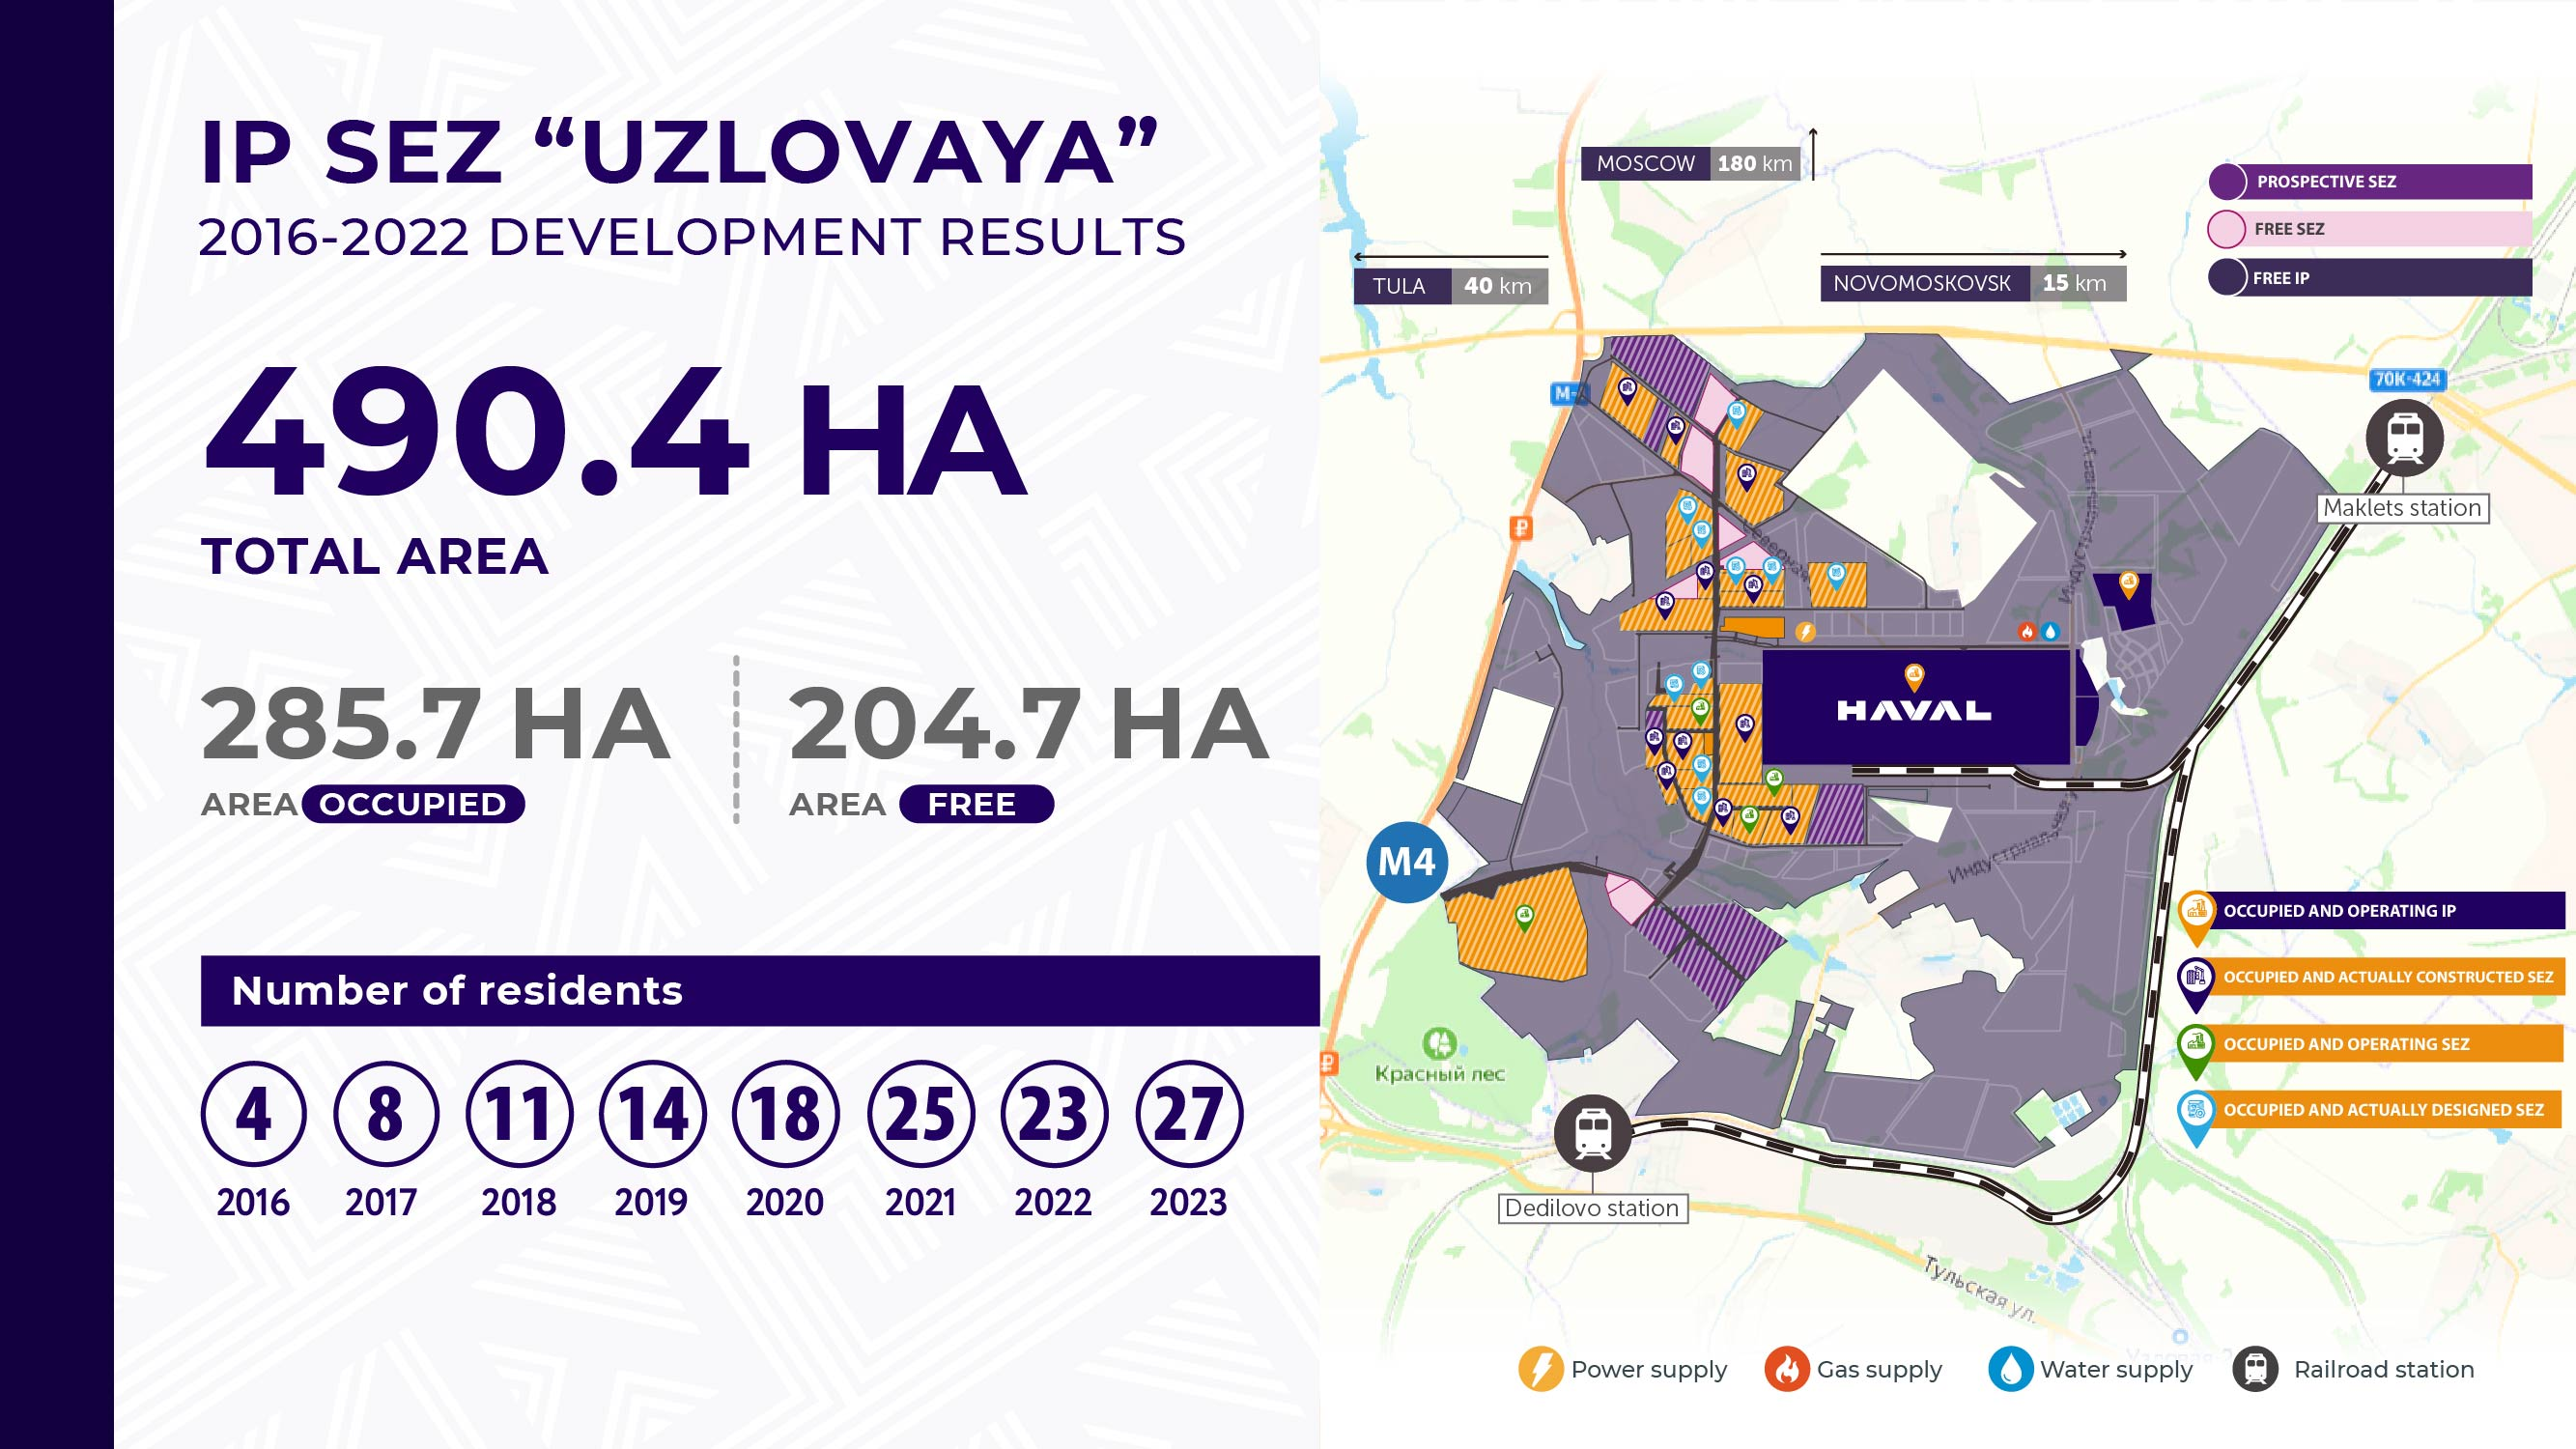 IP SEZ “UZLOVAYA”
2016-2022 DEVELOPMENT RESULTS
490.4 HA
TOTAL AREA
285.7 HA
AREA OCCUPIED
204.7 HA
AREA FREE
Number of residents
4 8 11 14 18 25 23 27
2016 2017 2018 2019 2020 2021 2022 2023
MOSCOW 180 km
TULA 40 km
NOVOMOSKOVSK 15 km
PROSPECTIVE SEZ
FREE SEZ
FREE IP
70K-424
M-
Maklets station
₽
Северная
Индустриальная ul.
HAVAL
M4
Индустриальная ул.
OCCUPIED AND OPERATING IP
OCCUPIED AND ACTUALLY CONSTRUCTED SEZ
OCCUPIED AND OPERATING SEZ
OCCUPIED AND ACTUALLY DESIGNED SEZ
₽
Красный лес
Dedilovo station
Тульская ул.
Power supply
Gas supply
Water supply
Railroad station